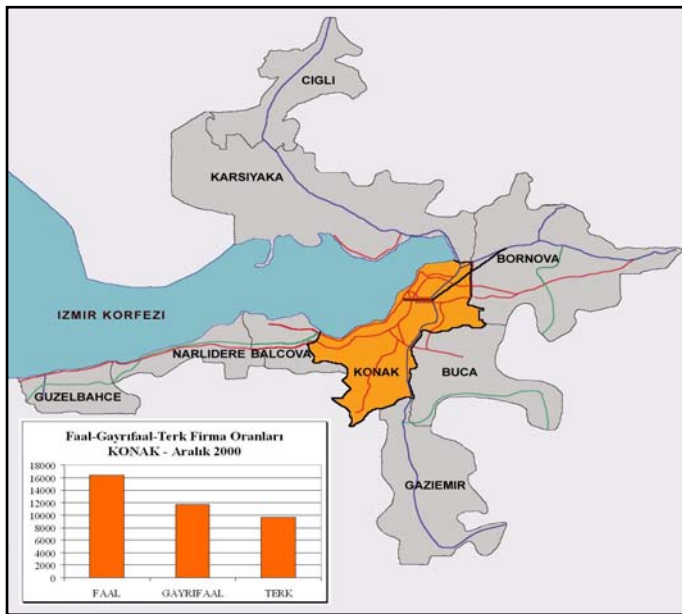 CIGLI
KARSIYAKA
BORNOVA
IZMIR KORFEZI
NARLIDERE BALCOVA
KONAK
BUCA
GUZELBAHCE
GAZIEMIR
Faal-Gayrıfaal-Terk Firma Oranları
KONAK - Aralık 2000
18000
16000
14000
12000
10000
8000
6000
4000
2000
0
FAAL GAYRIFAAL TERK